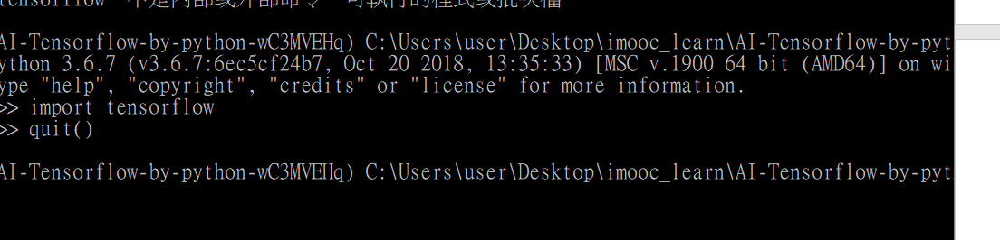 tensorflow 不是內部或外部命令、可執行的程式或批次檔。
AI-Tensorflow-by-python-wC3MVEHq) C:\Users\user\Desktop\imooc_learn\AI-Tensorflow-by-pyt
ython 3.6.7 (v3.6.7:6ec5cf24b7, Oct 20 2018, 13:35:33) [MSC v.1900 64 bit (AMD64)] on wi
ype "help", "copyright", "credits" or "license" for more information.
>> import tensorflow
>> quit()
AI-Tensorflow-by-python-wC3MVEHq) C:\Users\user\Desktop\imooc_learn\AI-Tensorflow-by-pyt